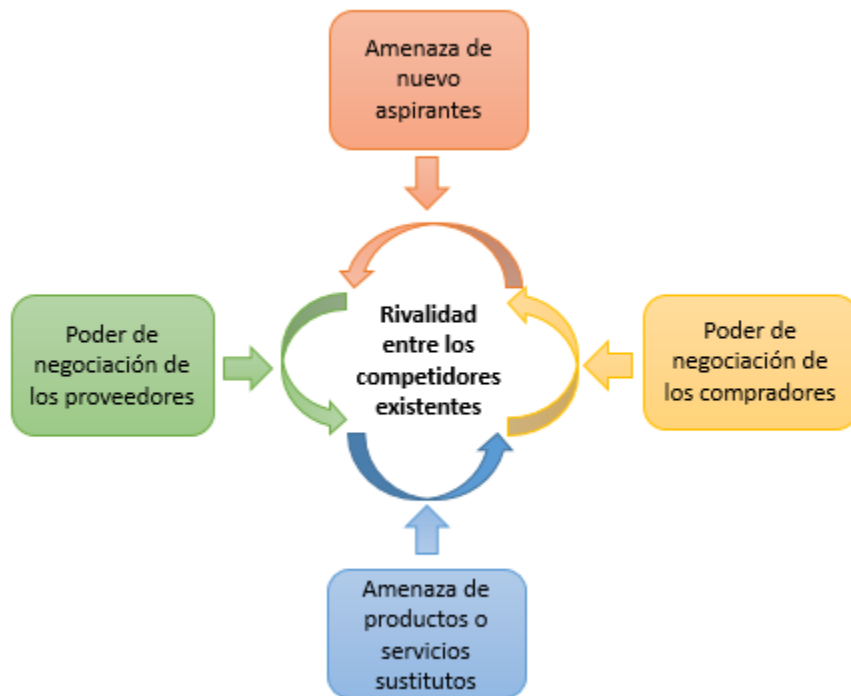 Amenaza de
nuevo
aspirantes
Poder de
negociación de
los proveedores
Rivalidad
entre los
competidores
existentes
Poder de
negociación de
los compradores
Amenaza de
productos o
servicios
sustitutos